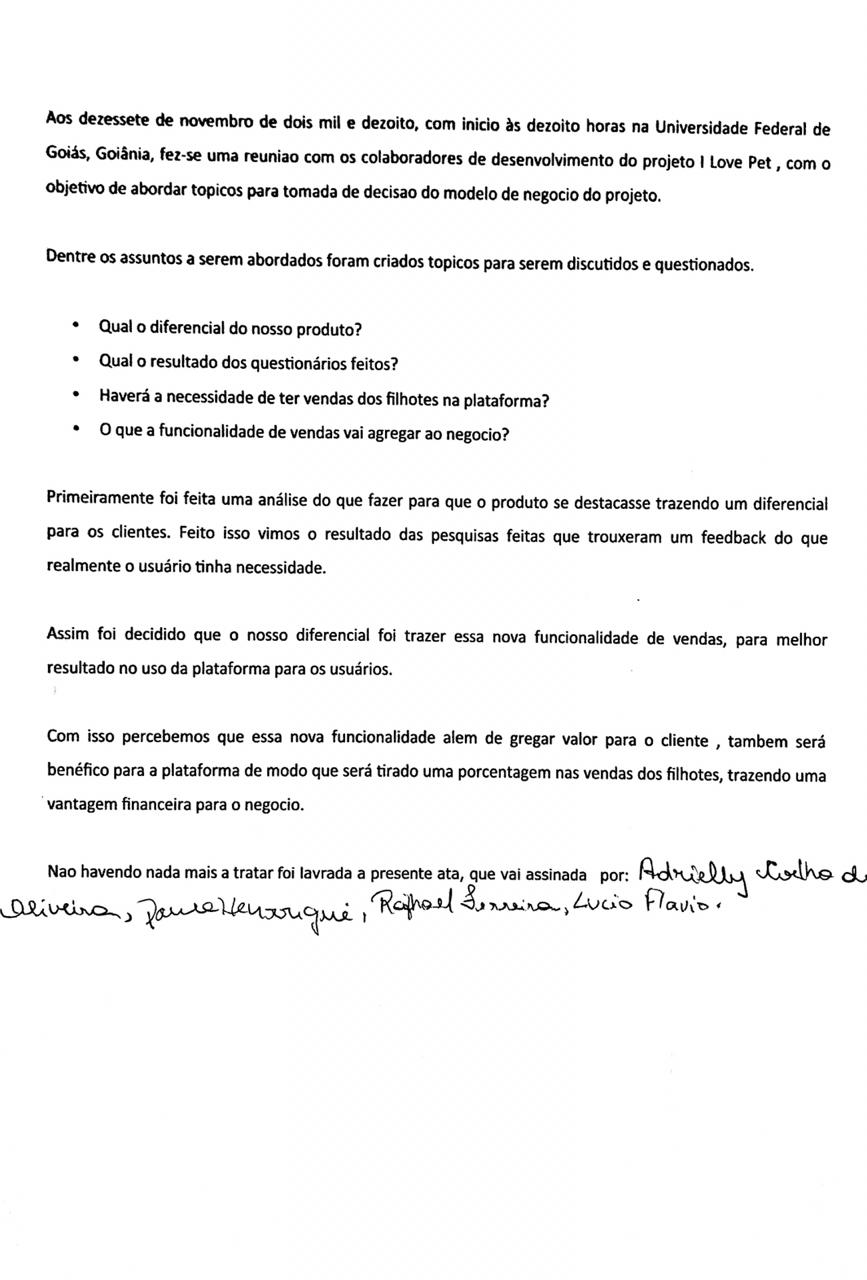 Aos dezessete de novembro de dois mil e dezoito, com inicio às dezoito horas na Universidade Federal de
Goiás, Goiânia, fez-se uma reuniao com os colaboradores de desenvolvimento do projeto I Love Pet , com o
objetivo de abordar topicos para tomada de decisao do modelo de negocio do projeto.
Dentre os assuntos a serem abordados foram criados topicos para serem discutidos e questionados.
• Qual o diferencial do nosso produto?
• Qual o resultado dos questionários feitos?
• Haverá a necessidade de ter vendas dos filhotes na plataforma?
• O que a funcionalidade de vendas vai agregar ao negocio?
Primeiramente foi feita uma análise do que fazer para que o produto se destacasse trazendo um diferencial
para os clientes. Feito isso vimos o resultado das pesquisas feitas que trouxeram um feedback do que
realmente o usuário tinha necessidade.
Assim foi decidido que o nosso diferencial foi trazer essa nova funcionalidade de vendas, para melhor
resultado no uso da plataforma para os usuários.
Com isso percebemos que essa nova funcionalidade alem de gregar valor para o cliente , tambem será
benéfico para a plataforma de modo que será tirado uma porcentagem nas vendas dos filhotes, trazendo uma
vantagem financeira para o negocio.
Nao havendo nada mais a tratar foi lavrada a presente ata, que vai assinada por: Adrielly Coelho d
Oliveira, Henrique, Raphael Ferreira, Lucio Flavio.